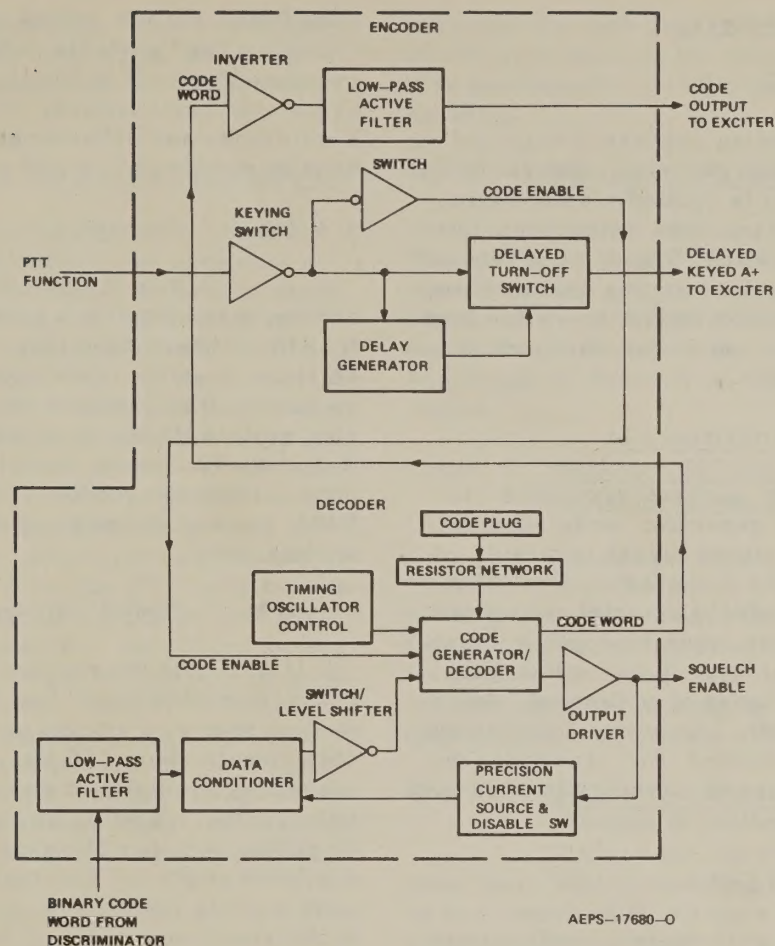 ENCODER
INVERTER
CODE
WORD
LOW-PASS
ACTIVE
FILTER
CODE
OUTPUT
TO EXCITER
SWITCH
CODE ENABLE
KEYING
SWITCH
PTT
FUNCTION
DELAYED
TURN-OFF
SWITCH
DELAYED
KEYED A+
TO EXCITER
DELAY
GENERATOR
DECODER
CODE PLUG
RESISTOR NETWORK
TIMING
OSCILLATOR
CONTROL
CODE
GENERATOR/
DECODER
CODE WORD
CODE ENABLE
SQUELCH
ENABLE
OUTPUT
DRIVER
SWITCH/
LEVEL SHIFTER
LOW-PASS
ACTIVE
FILTER
DATA
CONDITIONER
PRECISION
CURRENT
SOURCE &
DISABLE SW
BINARY CODE
WORD FROM
DISCRIMINATOR
AEPS-17680-O